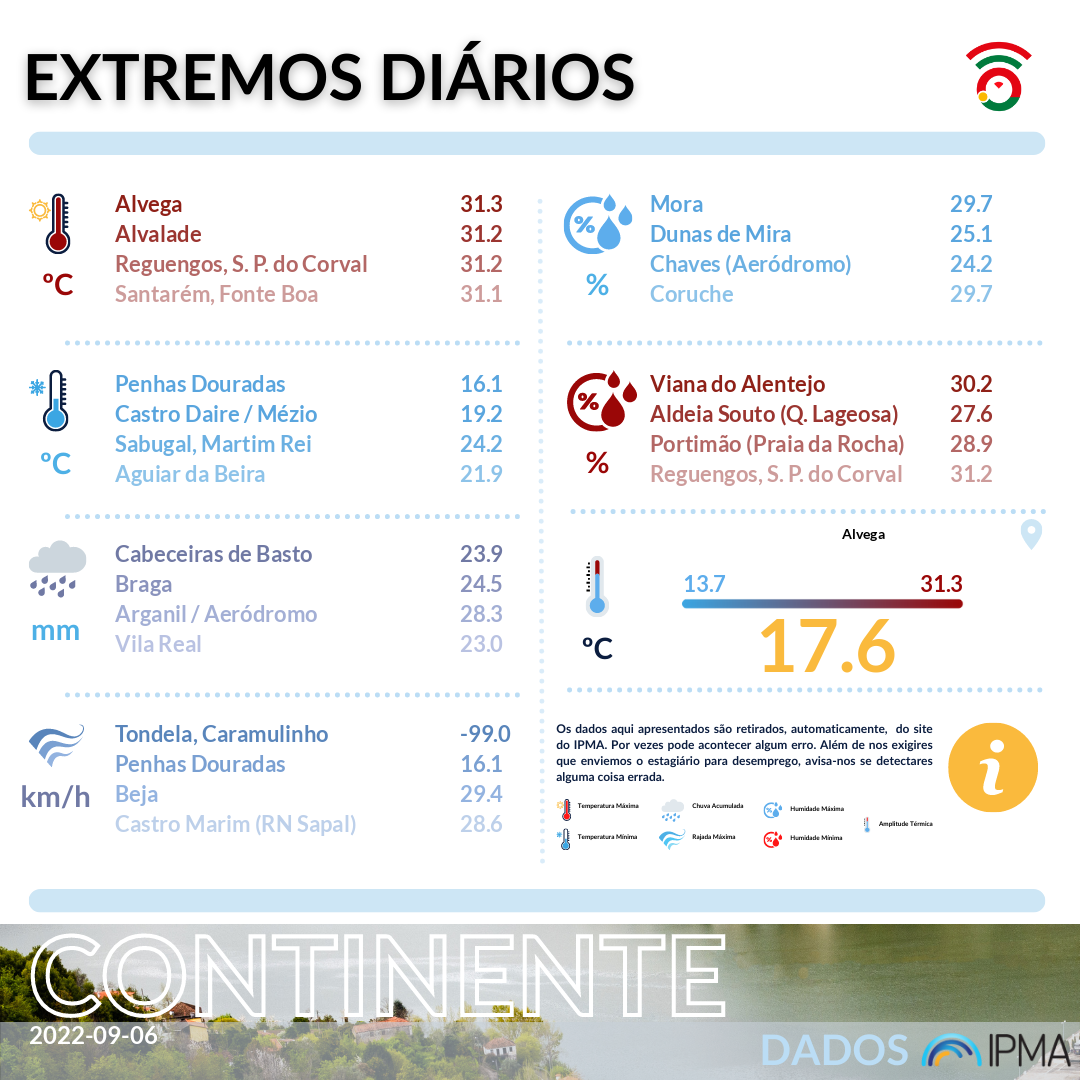 EXTREMOS DIÁRIOS
Alvega 31.3
Alvalade 31.2
Reguengos, S. P. do Corval 31.2
Santarém, Fonte Boa 31.1
ºC
Mora 29.7
Dunas de Mira 25.1
Chaves (Aeródromo) 24.2
Coruche 29.7
%
%
Penhas Douradas 16.1
Castro Daire / Mézio 19.2
Sabugal, Martim Rei 24.2
Aguiar da Beira 21.9
ºC
Viana do Alentejo 30.2
Aldeia Souto (Q. Lageosa) 27.6
Portimão (Praia da Rocha) 28.9
Reguengos, S. P. do Corval 31.2
%
%
Cabeceiras de Basto 23.9
Braga 24.5
Arganil / Aeródromo 28.3
Vila Real 23.0
mm
Alvega
13.7 31.3
17.6
ºC
Tondela, Caramulinho -99.0
Penhas Douradas 16.1
Beja 29.4
Castro Marim (RN Sapal) 28.6
km/h
Os dados aqui apresentados são retirados, automaticamente, do site
do IPMA. Por vezes pode acontecer algum erro. Além de nos exigires
que enviemos o estagiário para desemprego, avisa-nos se detectares
alguma coisa errada.
i
Temperatura Máxima Chuva Acumulada Humidade Máxima
Amplitude Térmica
Temperatura Mínima Rajada Máxima Humidade Mínima
CONTINENTE
2022-09-06
DADOS IPMA